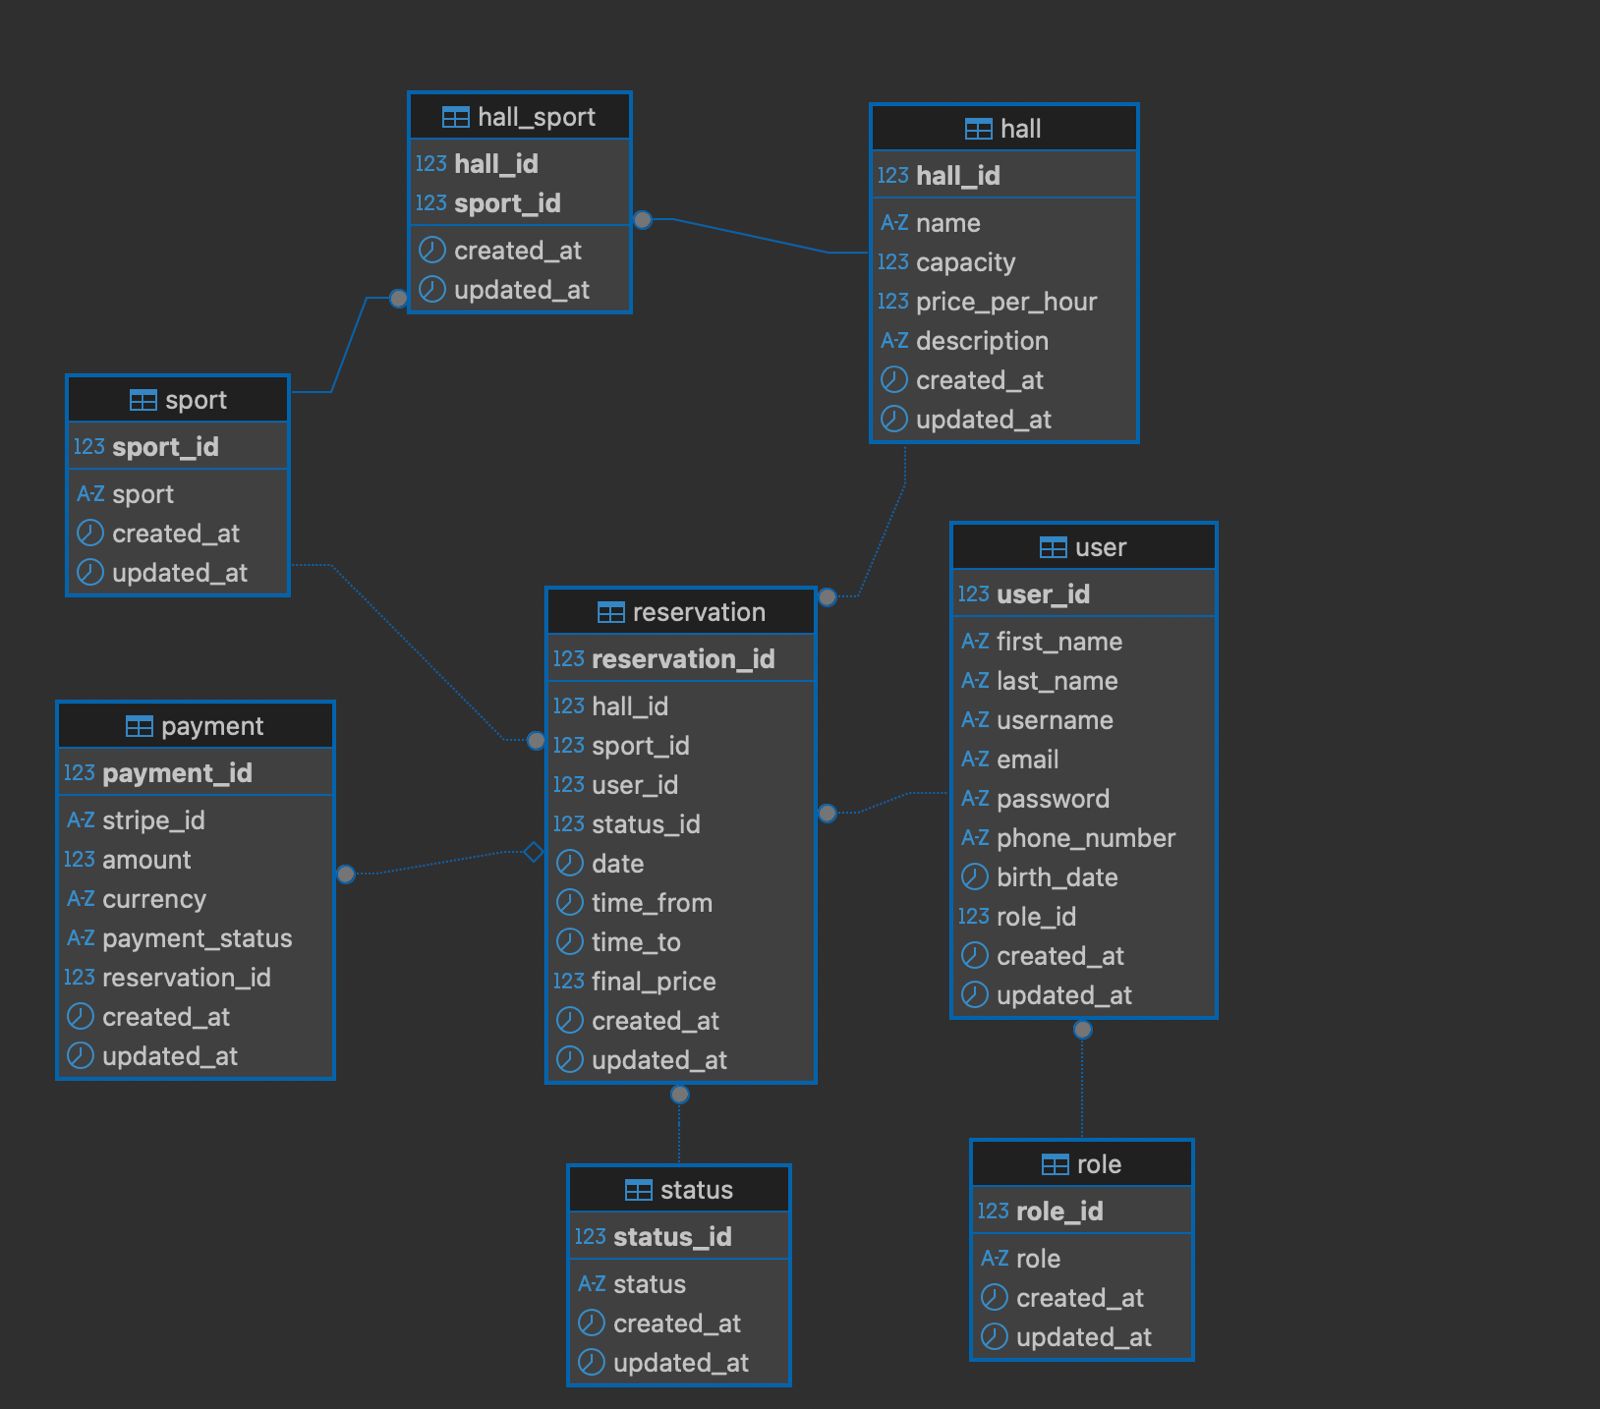 hall_sport
123 hall_id
123 sport_id
created_at
updated_at
hall
123 hall_id
A-Z name
123 capacity
123 price_per_hour
A-Z description
created_at
updated_at
sport
123 sport_id
A-Z sport
created_at
updated_at
user
123 user_id
A-Z first_name
A-Z last_name
A-Z username
A-Z email
A-Z password
A-Z phone_number
birth_date
123 role_id
created_at
updated_at
reservation
123 reservation_id
123 hall_id
123 sport_id
123 user_id
123 status_id
date
time_from
time_to
123 final_price
created_at
updated_at
payment
123 payment_id
A-Z stripe_id
123 amount
A-Z currency
A-Z payment_status
123 reservation_id
created_at
updated_at
status
123 status_id
A-Z status
created_at
updated_at
role
123 role_id
A-Z role
created_at
updated_at